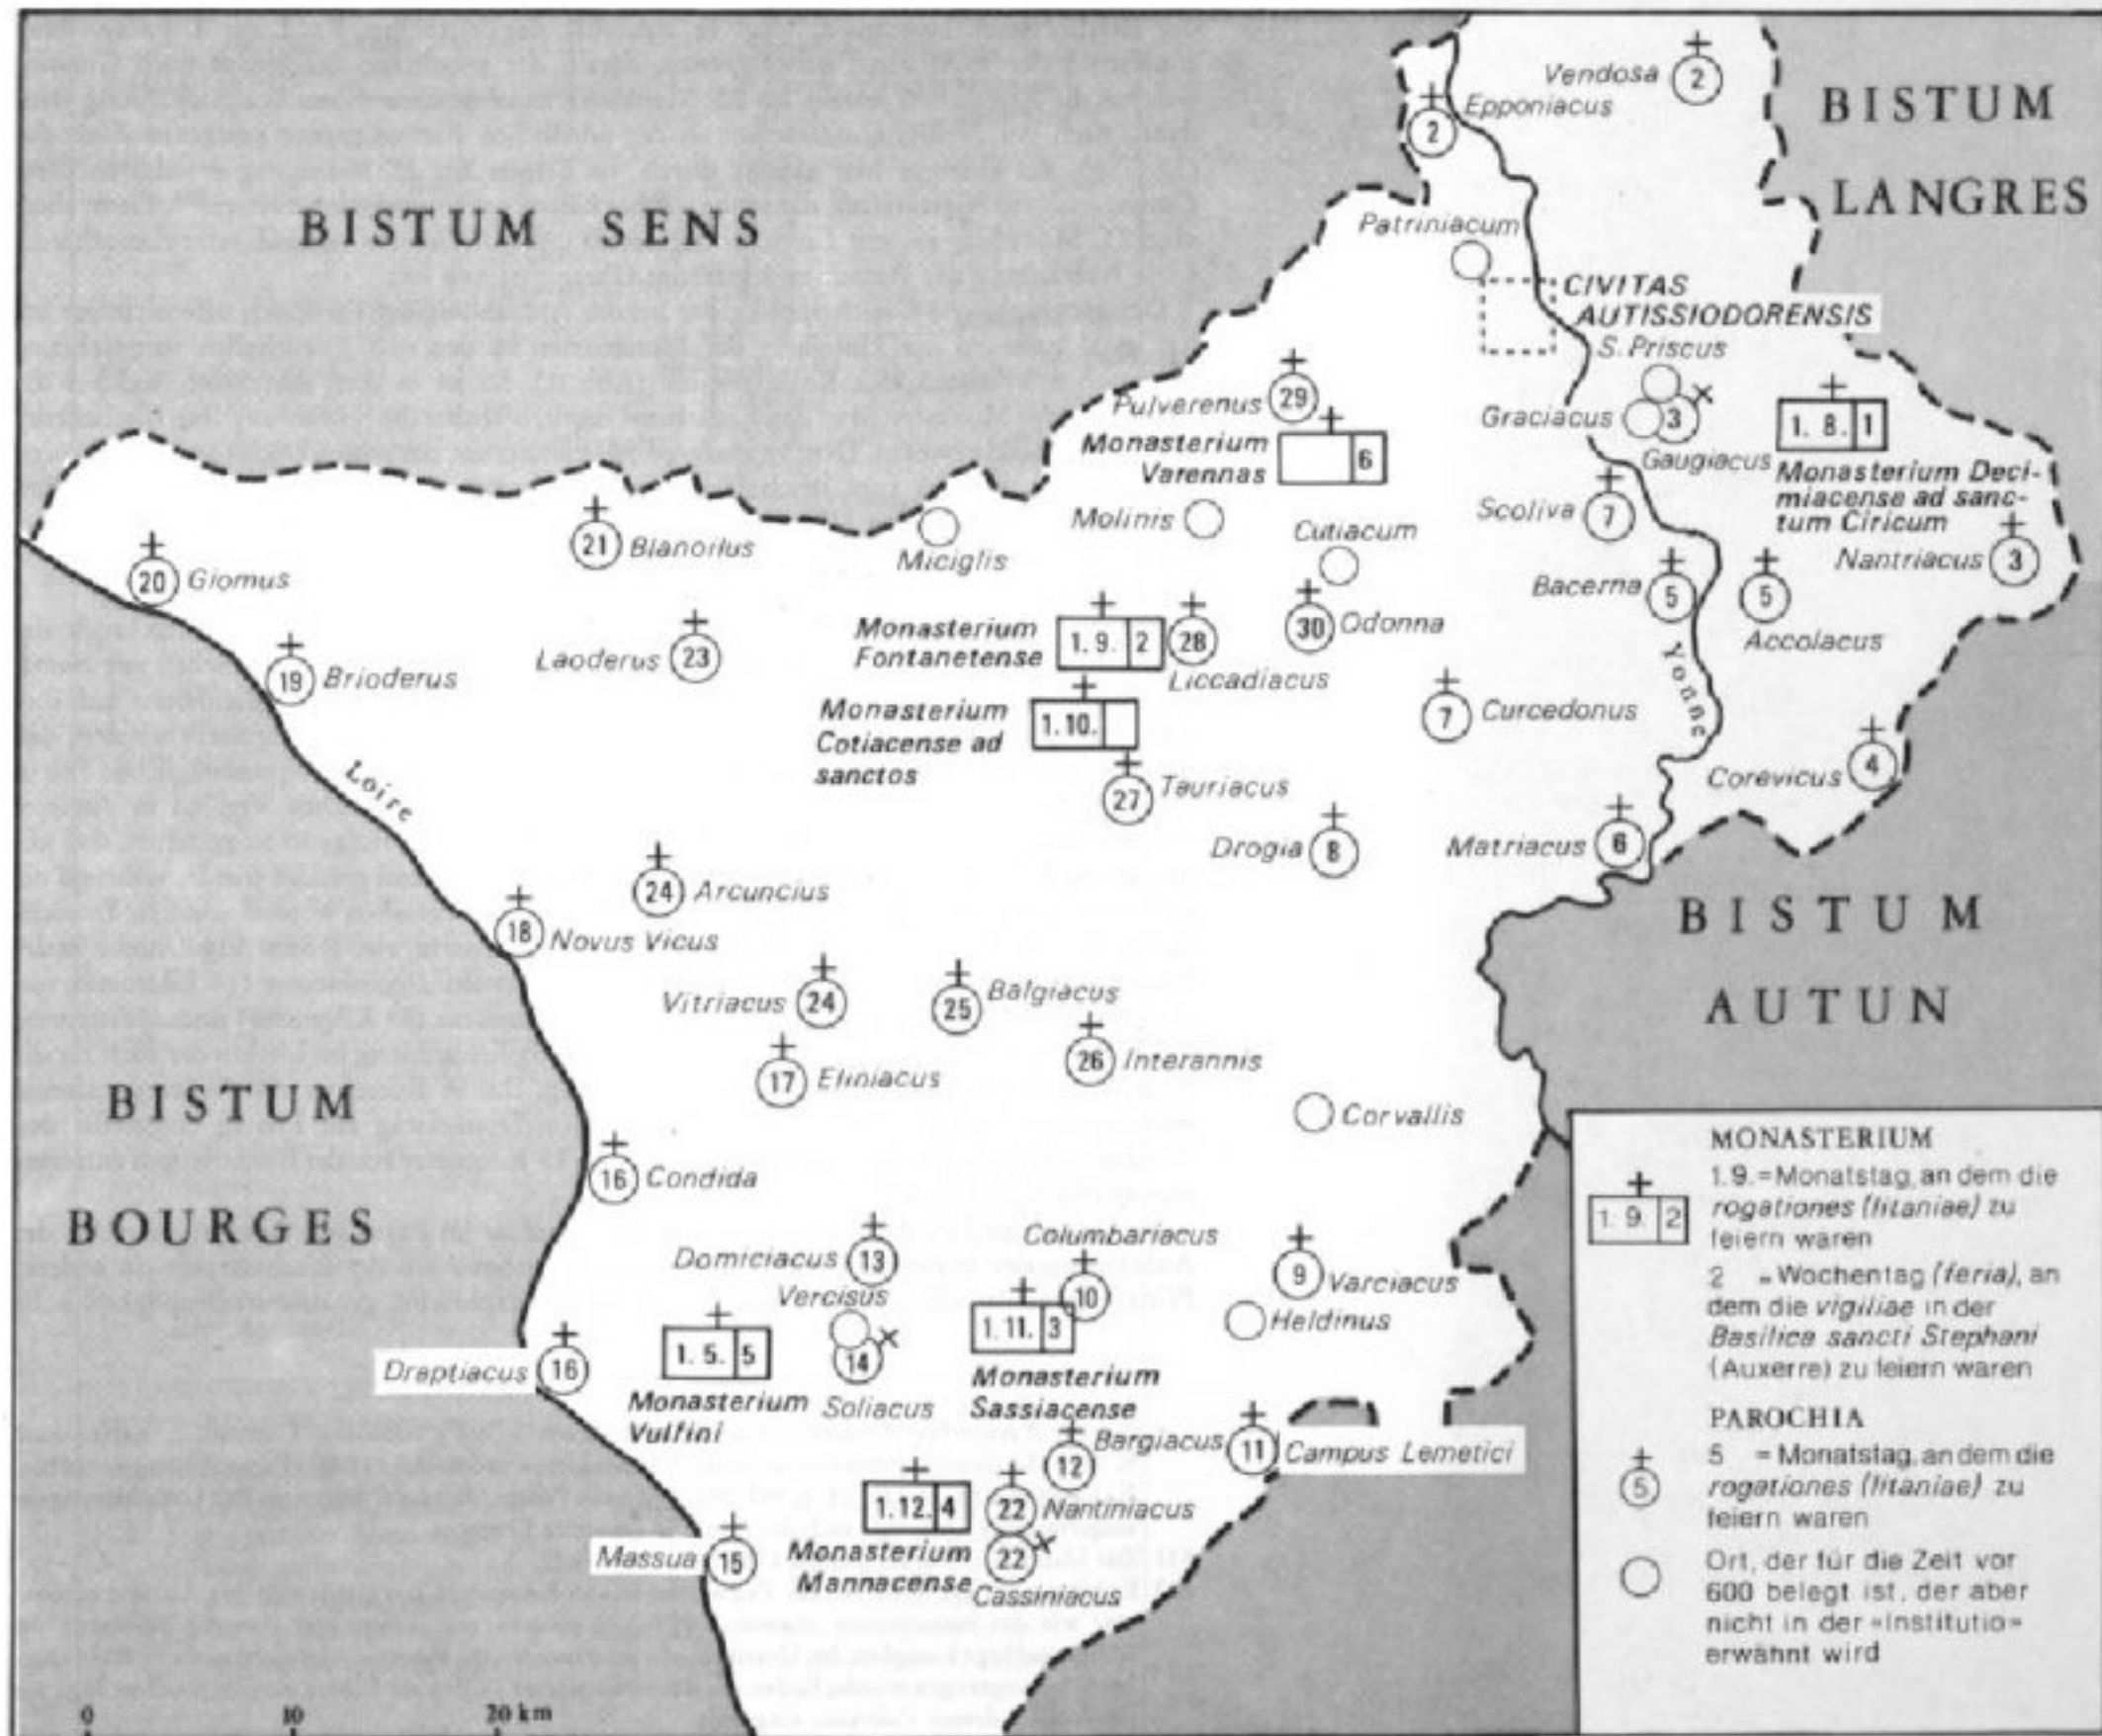 BISTUM SENS
BISTUM
LANGRES
Vendosa
2
Epponiacus
2
Patriniacum
CIVITAS
AUTISSIODORENSIS
S. Priscus
Graciacus
3
Gaugiacus
1. 8. 1
Monasterium Deci-
miacense ad sanc-
tum Ciricum
Nantriacus
3
Pulverenus
29
Monasterium
Varennas
6
Molinis
Cutiacum
Scoliva
7
Bacerna
5
5
Accolacus
Miciglis
21
Blanoilus
20
Giomus
Laoderus
23
19
Brioderus
Monasterium
Fontanetense
1. 9. 2
28
Liccadiacus
30
Odonna
Yonne
Monasterium
Cotiacense ad
sanctos
1.10.
7
Curcedonus
Corevicus
4
27
Tauriacus
Loire
Drogia
8
Matriacus
6
24
Arcuncius
18
Novus Vicus
BISTUM
AUTUN
Vitriacus
24
25
Balgiacus
17
Eliniacus
26
Interannis
BISTUM
BOURGES
Corvallis
16
Condida
Domiciacus
13
Columbariacus
10
9
Varciacus
Vercisus
Heldinus
Draptiacus
16
1. 5. 5
Monasterium
Vulfini
14
Soliacus
1. 11. 3
Monasterium
Sassiacense
12
Bargiacus
11
Campus Lemetici
1.12. 4
Monasterium
Mannacense
22
Nantiniacus
22
Cassiniacus
Massua
15
0 10 20 km
MONASTERIUM
1. 9. 2
1.9.=Monatstag, an dem die
rogationes (litaniae) zu
feiern waren
2 = Wochentag (feria), an
dem die vigiliae in der
Basilica sancti Stephani
(Auxerre) zu feiern waren
PAROCHIA
5
5 = Monatstag, an dem die
rogationes (litaniae) zu
feiern waren
Ort, der für die Zeit vor
600 belegt ist, der aber
nicht in der «Institutio»
erwähnt wird